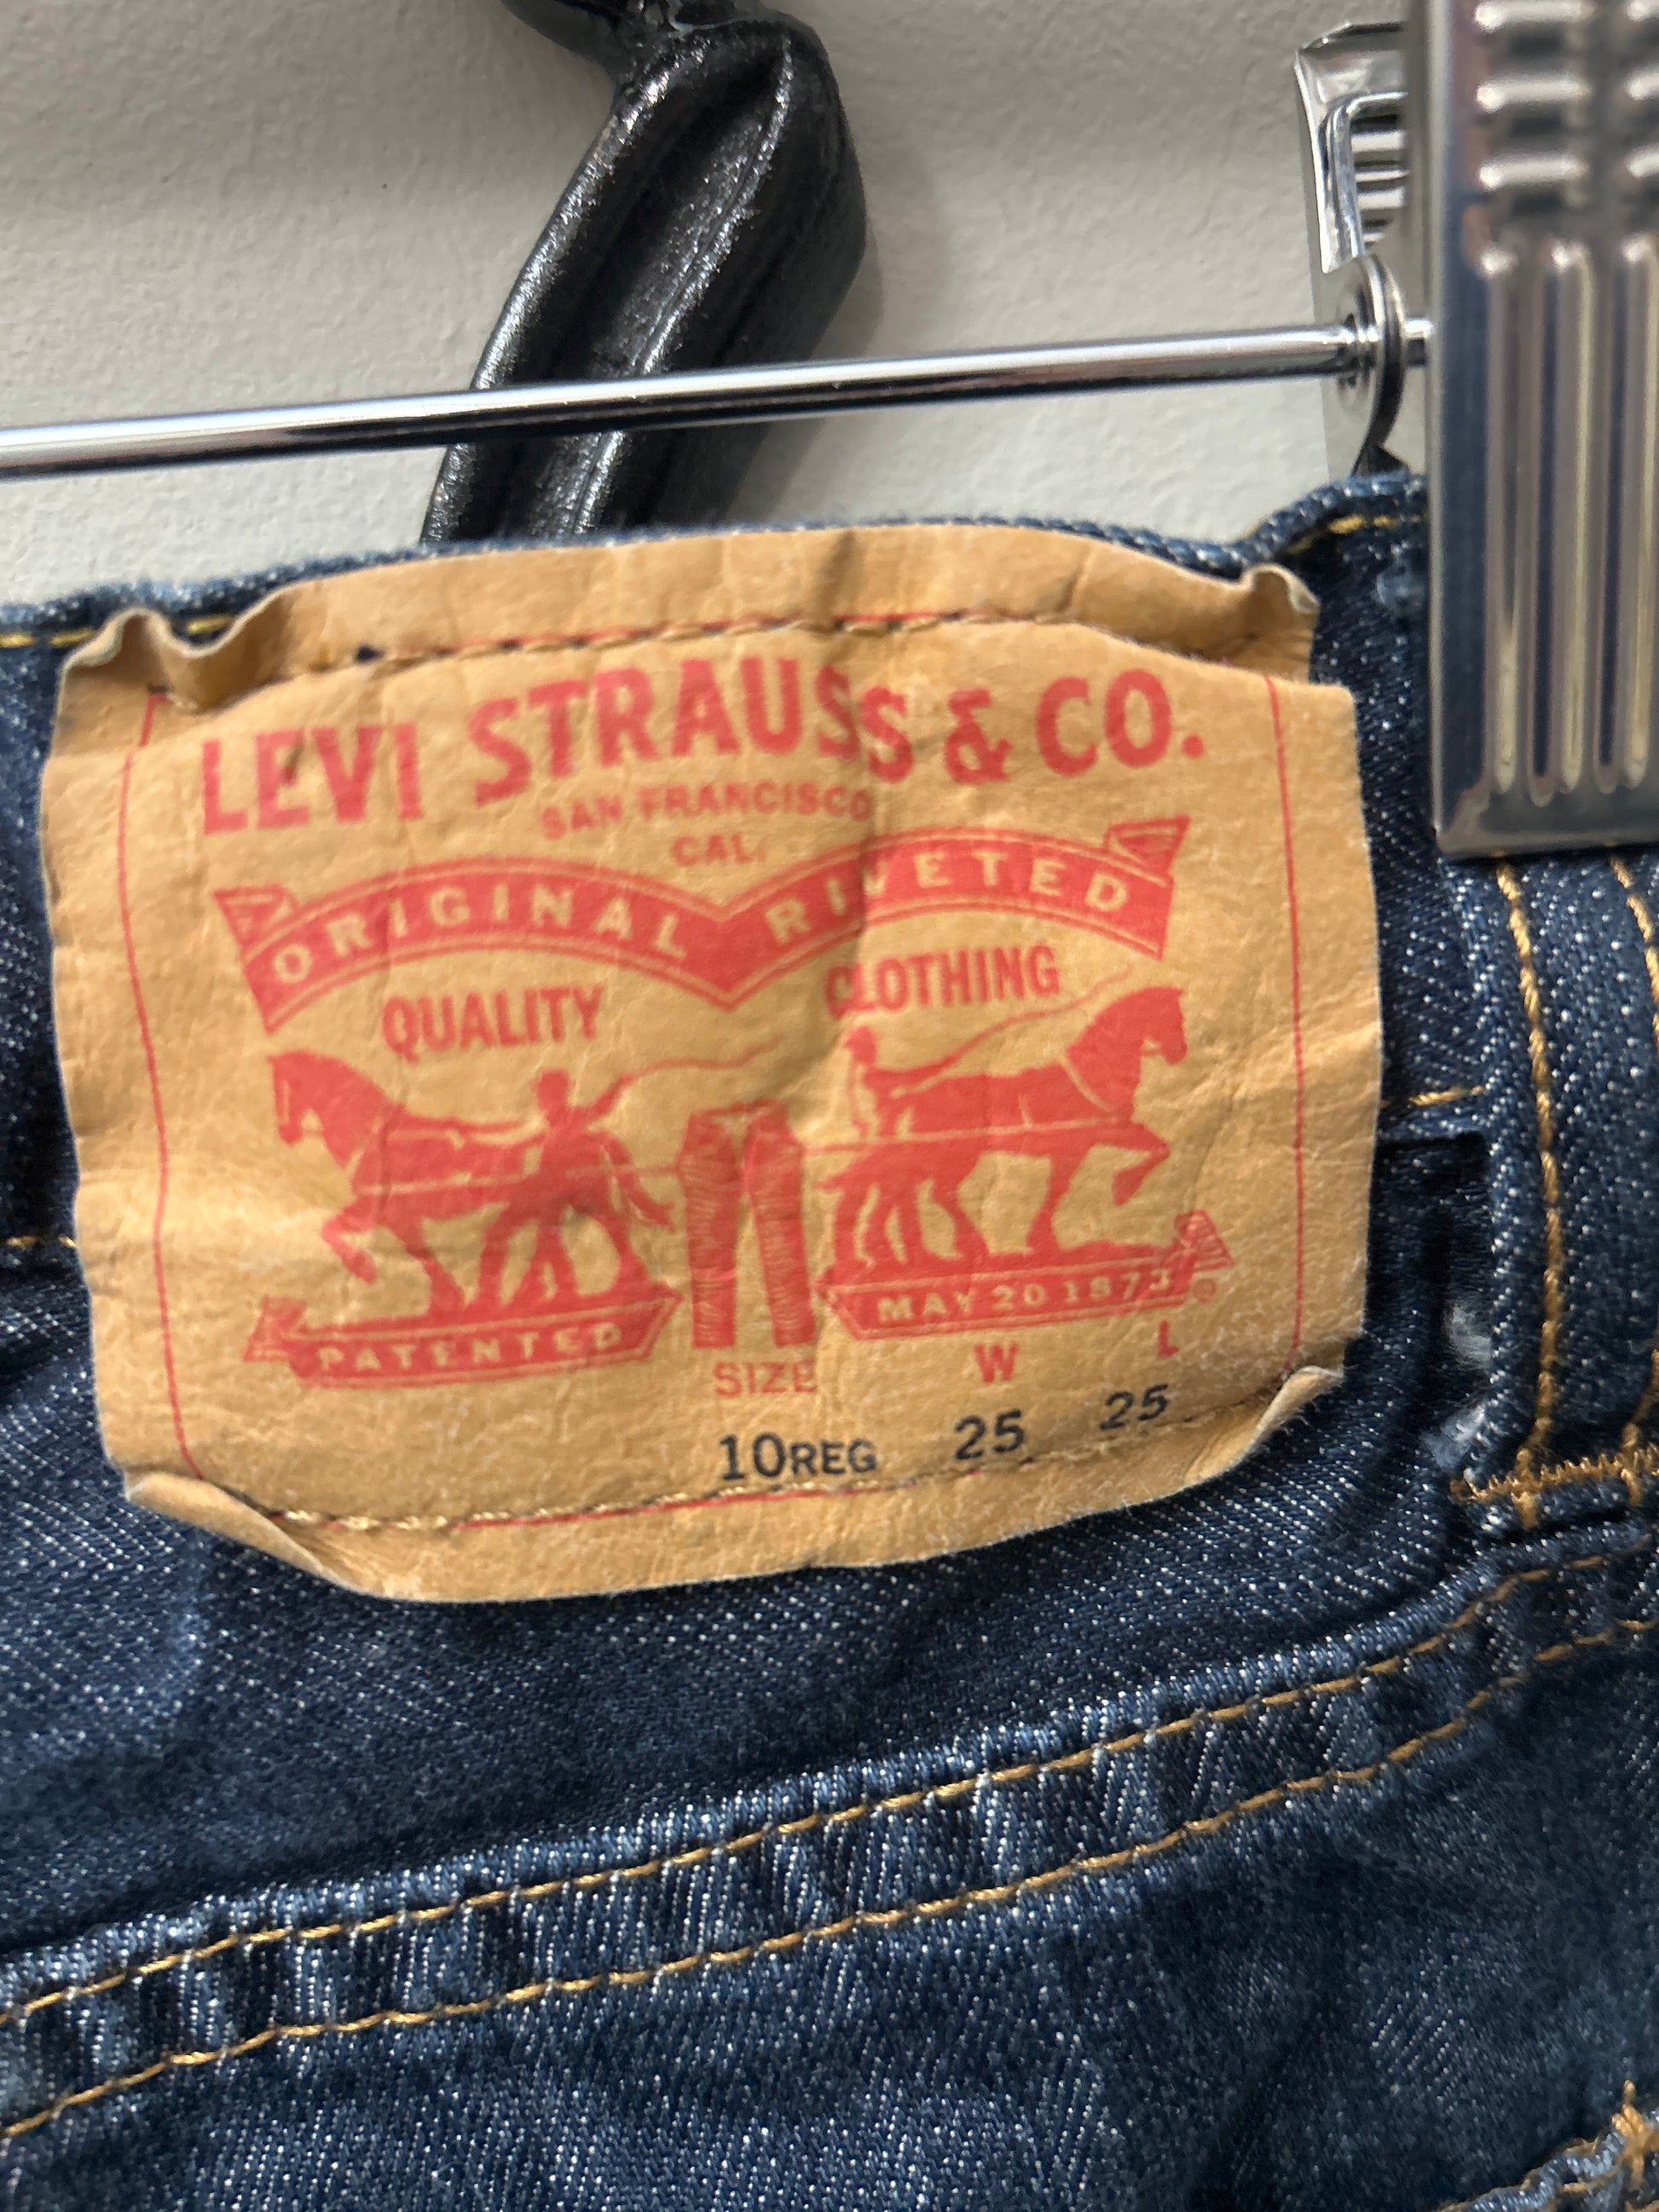 LEVI STRAUSS & CO.
SAN FRANCISCO
CAL.
ORIGINAL RIVETED
QUALITY CLOTHING
PATENTED MAY 20 1873 ®
SIZE W L
10REG 25 25